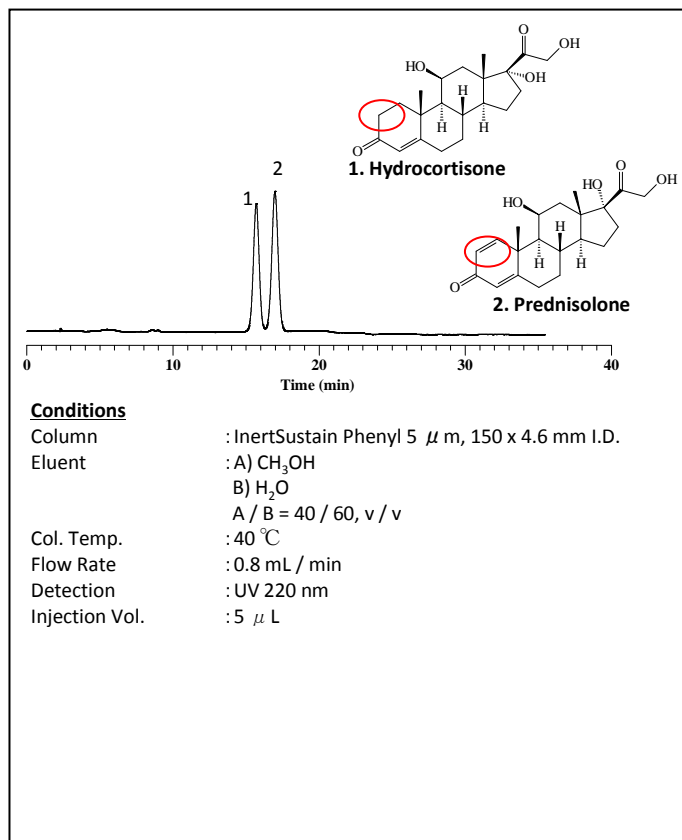 O
OH
HO
OH
H
H
H
O
1. Hydrocortisone
2
1
O
HO
OH
HO
H
H
H
O
2. Prednisolone
0
10
20
30
40
Time (min)
Conditions
Column : InertSustain Phenyl 5 μm, 150 x 4.6 mm I.D.
Eluent : A) CH₃OH
B) H₂O
A / B = 40 / 60, v / v
Col. Temp. : 40 ℃
Flow Rate : 0.8 mL / min
Detection : UV 220 nm
Injection Vol. : 5 μL